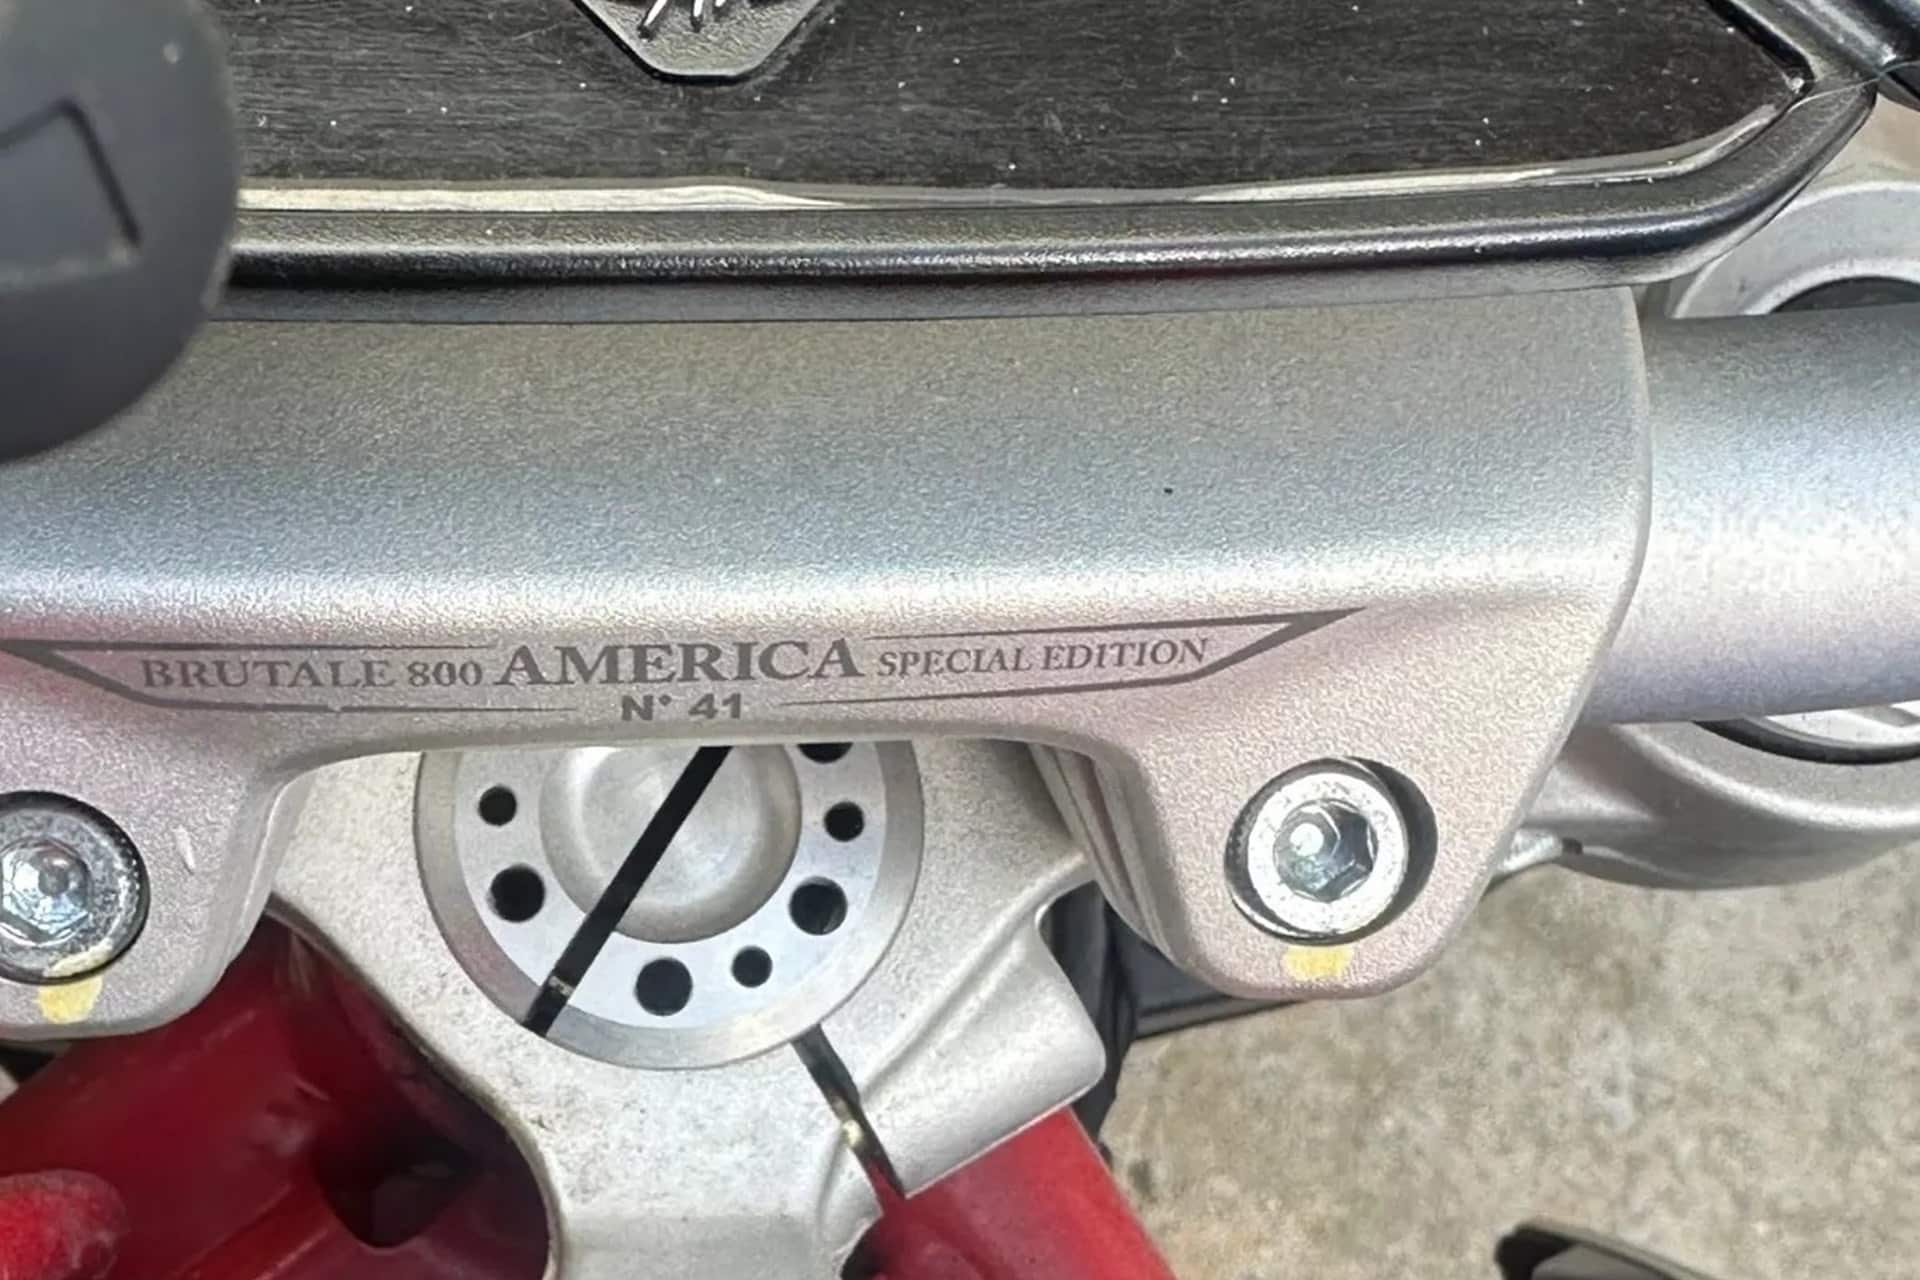 BRUTALE 800 AMERICA SPECIAL EDITION
N° 41